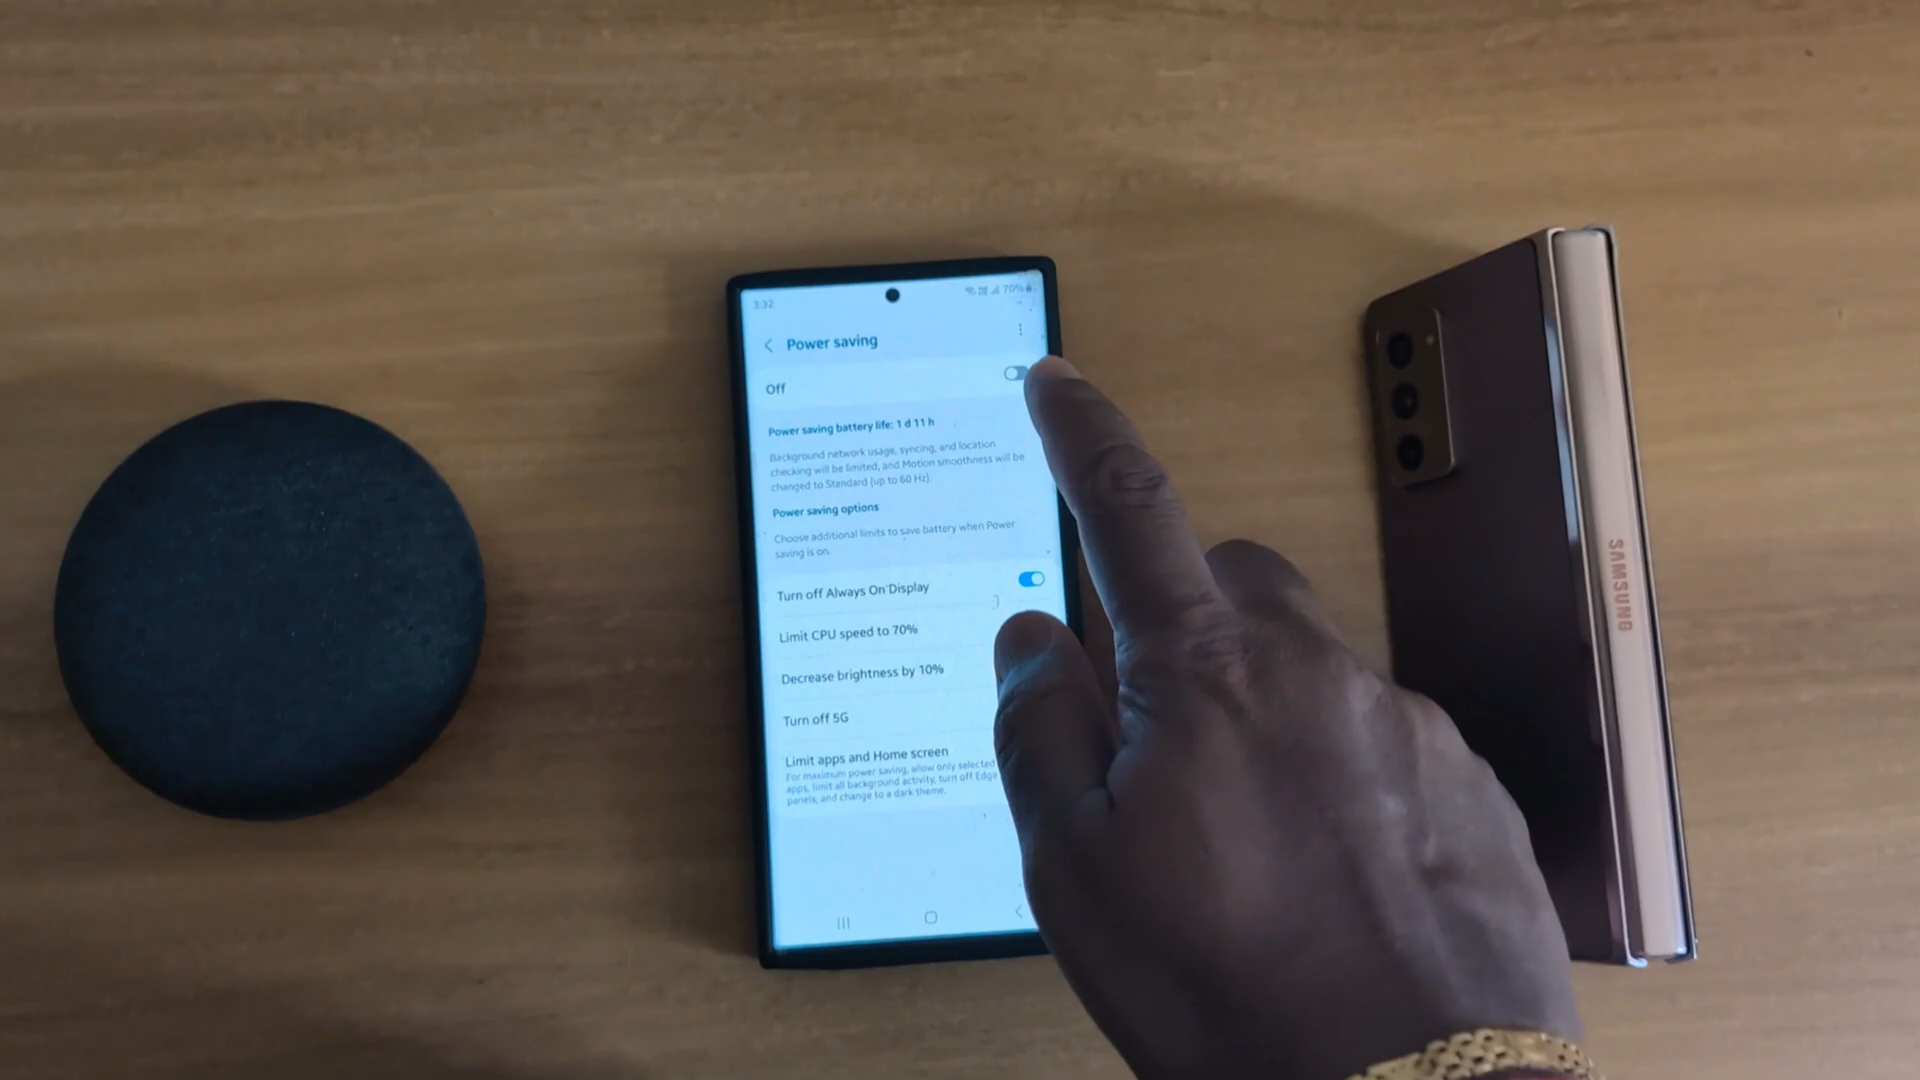 3:32
70%
Power saving
Off
Power saving battery life: 1 d 11 h
Background network usage, syncing, and location
checking will be limited, and Motion smoothness will be
changed to Standard (up to 60 Hz).
Power saving options
Choose additional limits to save battery when Power
saving is on.
Turn off Always On Display
Limit CPU speed to 70%
Decrease brightness by 10%
Turn off 5G
Limit apps and Home screen
For maximum power saving, allow only selected
apps, limit all background activity, turn off Edge
panels, and change to a dark theme.
SAMSUNG